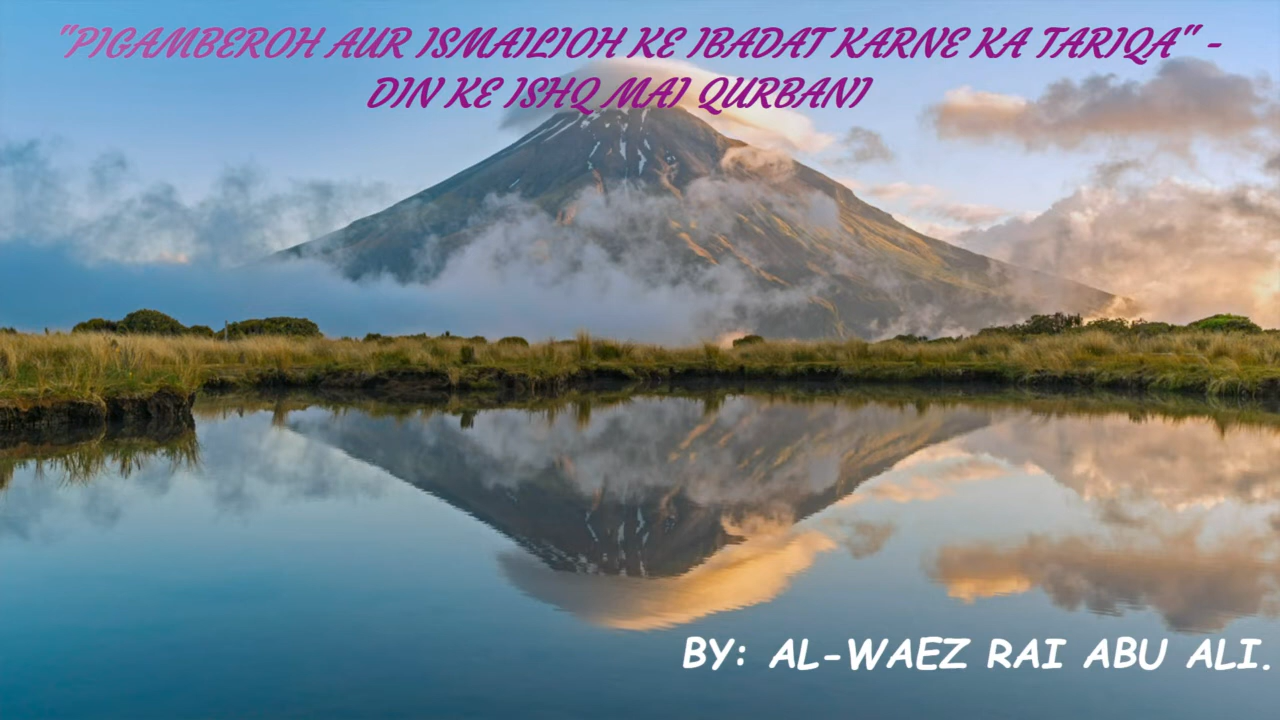 "PIGAMBEROH AUR ISMAILIOH KE IBADAT KARNE KA TARIQA" -
DIN KE ISHQ MAI QURBANI
BY: AL-WAEZ RAI ABU ALI.